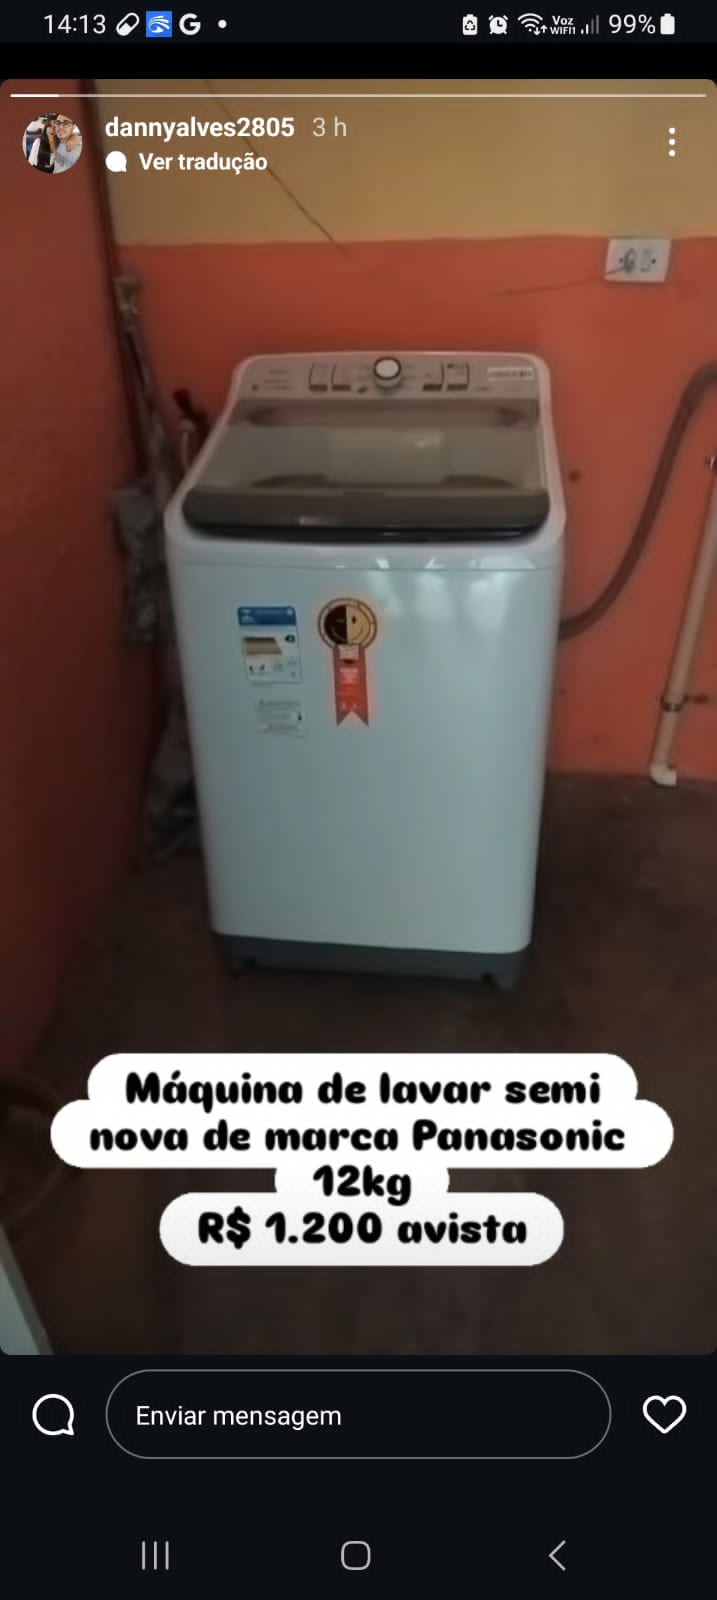 14:13
Voz
WIFI1
99%
dannyalves2805 3 h
Ver tradução
Máquina de lavar semi
nova de marca Panasonic
12kg
R$ 1.200 avista
Enviar mensagem